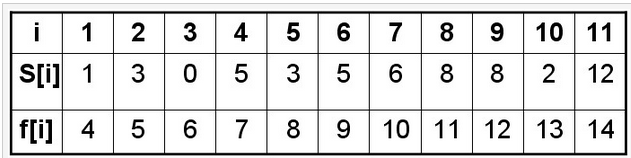 i 1 2 3 4 5 6 7 8 9 10 11
S[i] 1 3 0 5 3 5 6 8 8 2 12
f[i] 4 5 6 7 8 9 10 11 12 13 14